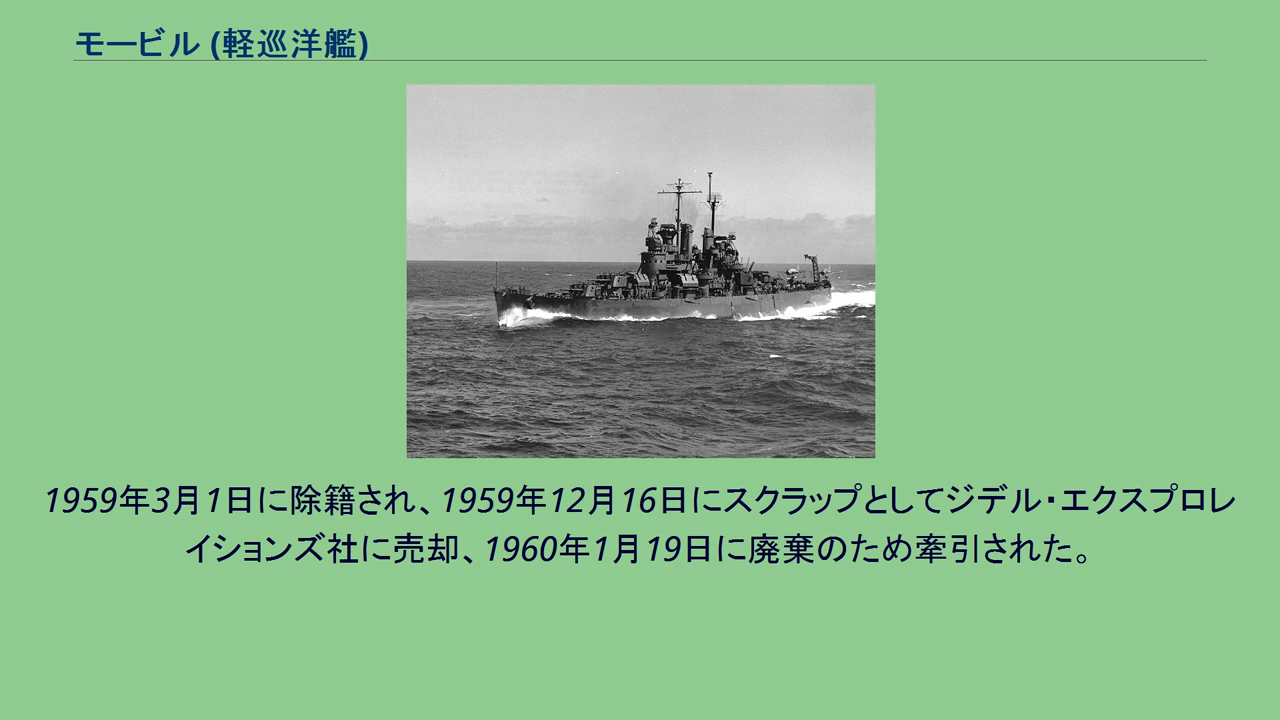 モービル (軽巡洋艦)
1959年3月1日に除籍され、1959年12月16日にスクラップとしてジデル・エクスプロレ
イションズ社に売却、1960年1月19日に廃棄のため牽引された。